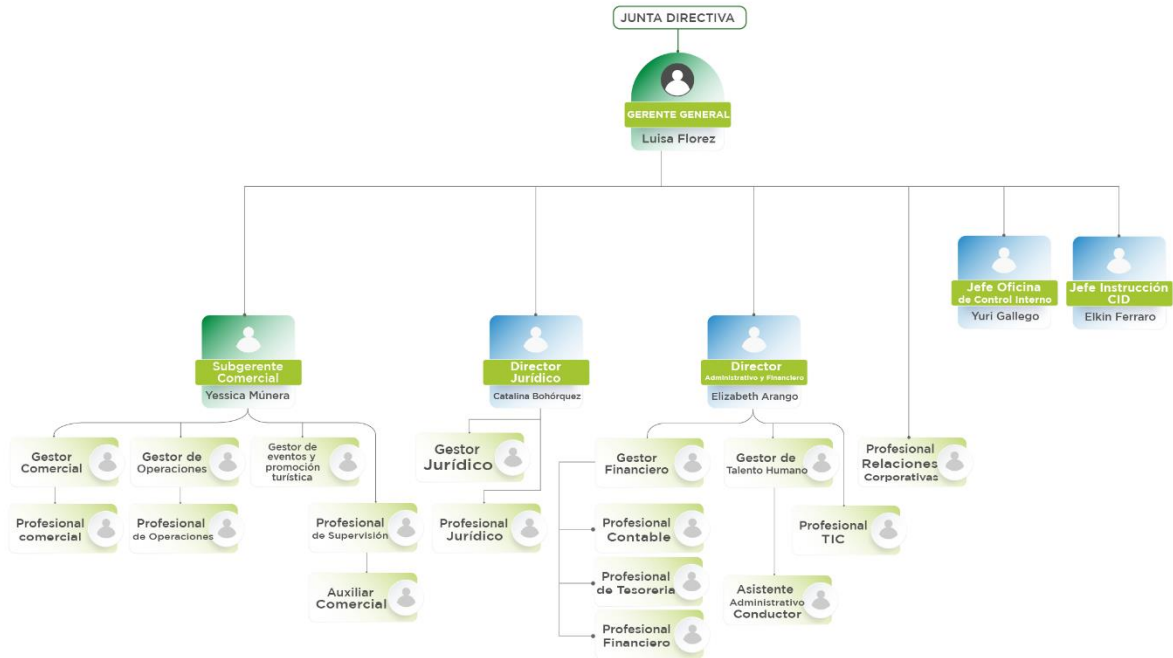 JUNTA DIRECTIVA
GERENTE GENERAL
Luisa Florez
Jefe Oficina
de Control Interno
Yuri Gallego
Jefe Instrucción
CID
Elkin Ferraro
Subgerente
Comercial
Yessica Múnera
Director
Jurídico
Catalina Bohórquez
Director
Administrativo y Financiero
Elizabeth Arango
Gestor
Comercial
Gestor de
Operaciones
Gestor de
eventos y
promoción
turística
Gestor
Jurídico
Gestor
Financiero
Gestor de
Talento Humano
Profesional
Relaciones
Corporativas
Profesional
comercial
Profesional
de Operaciones
Profesional
de Supervisión
Profesional
Jurídico
Profesional
Contable
Profesional
TIC
Auxiliar
Comercial
Profesional
de Tesoreria
Asistente
Administrativo
Conductor
Profesional
Financiero